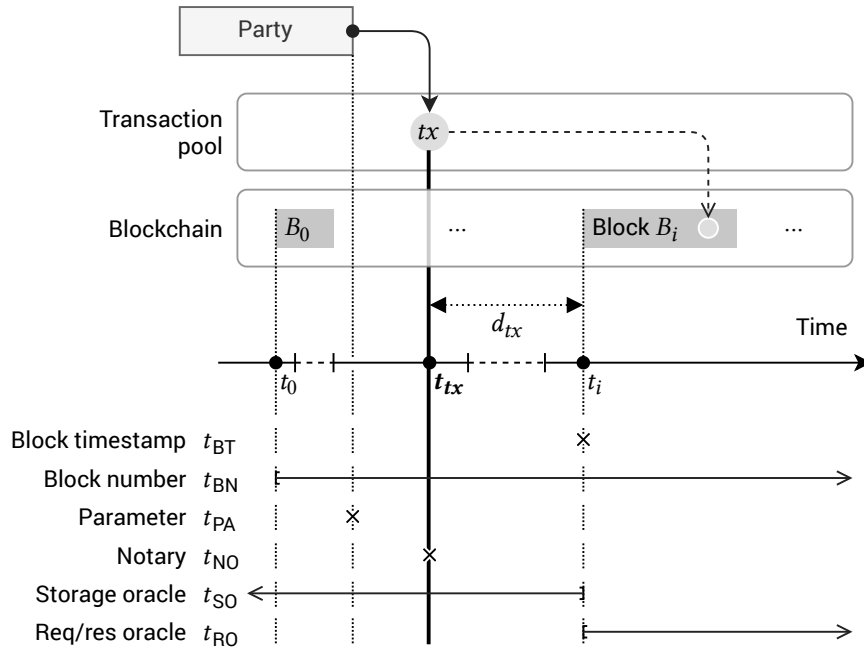 Party
Transaction
pool
tx
Blockchain
B0
...
Block Bi
...
dtx
Time
t0
ttx
ti
Block timestamp tBT
Block number tBN
Parameter tPA
Notary tNO
Storage oracle tSO
Req/res oracle tRO